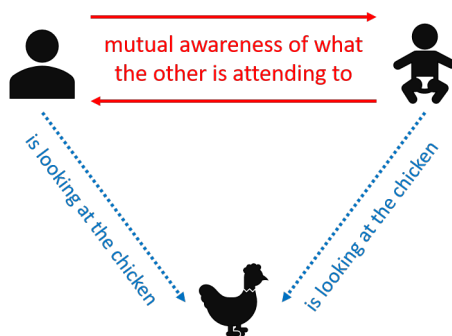 mutual awareness of what
the other is attending to
is looking at the chicken
is looking at the chicken